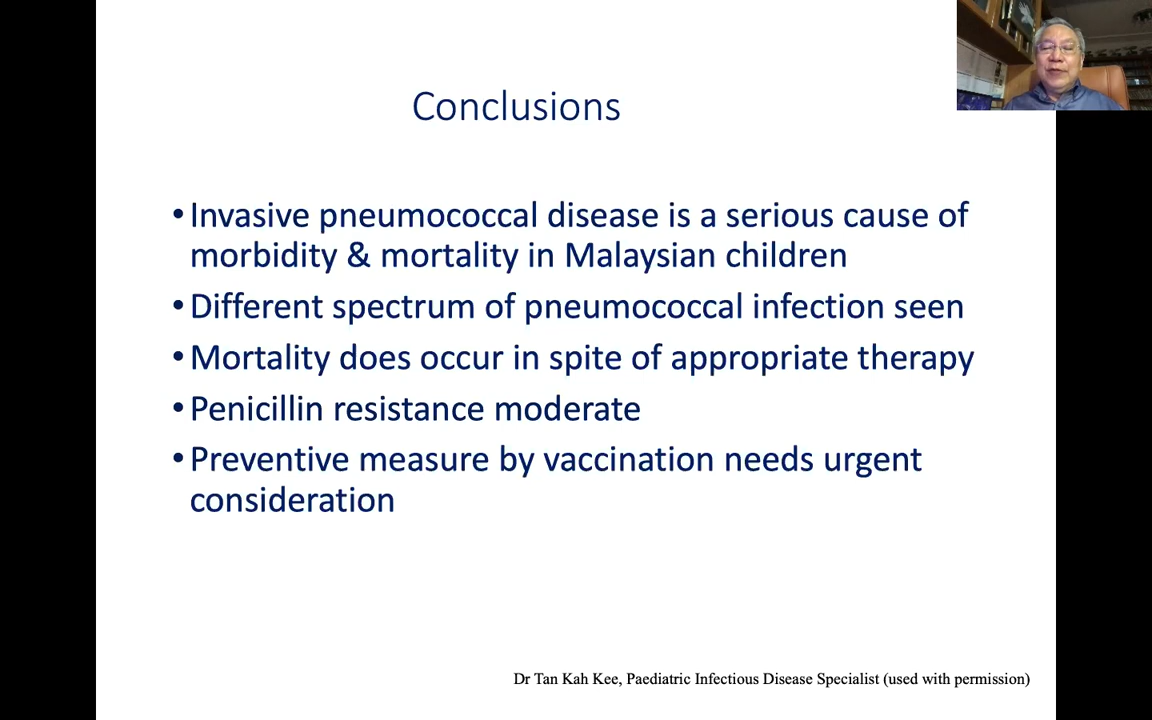 Conclusions
•Invasive pneumococcal disease is a serious cause of
morbidity & mortality in Malaysian children
•Different spectrum of pneumococcal infection seen
•Mortality does occur in spite of appropriate therapy
•Penicillin resistance moderate
•Preventive measure by vaccination needs urgent
consideration
Dr Tan Kah Kee, Paediatric Infectious Disease Specialist (used with permission)